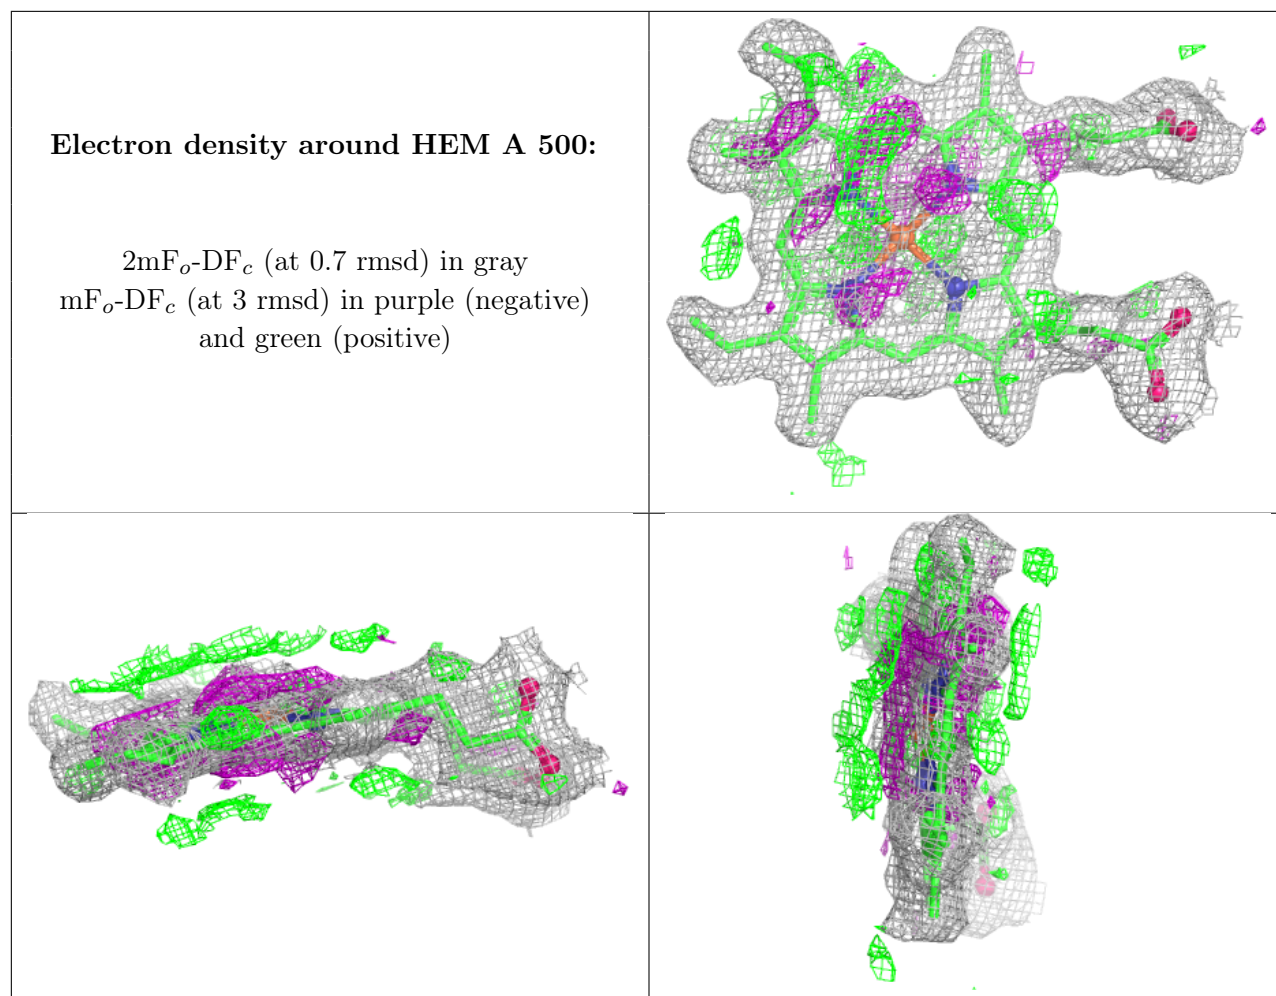 Electron density around HEM A 500:
2mFo-DFc (at 0.7 rmsd) in gray
mFo-DFc (at 3 rmsd) in purple (negative)
and green (positive)